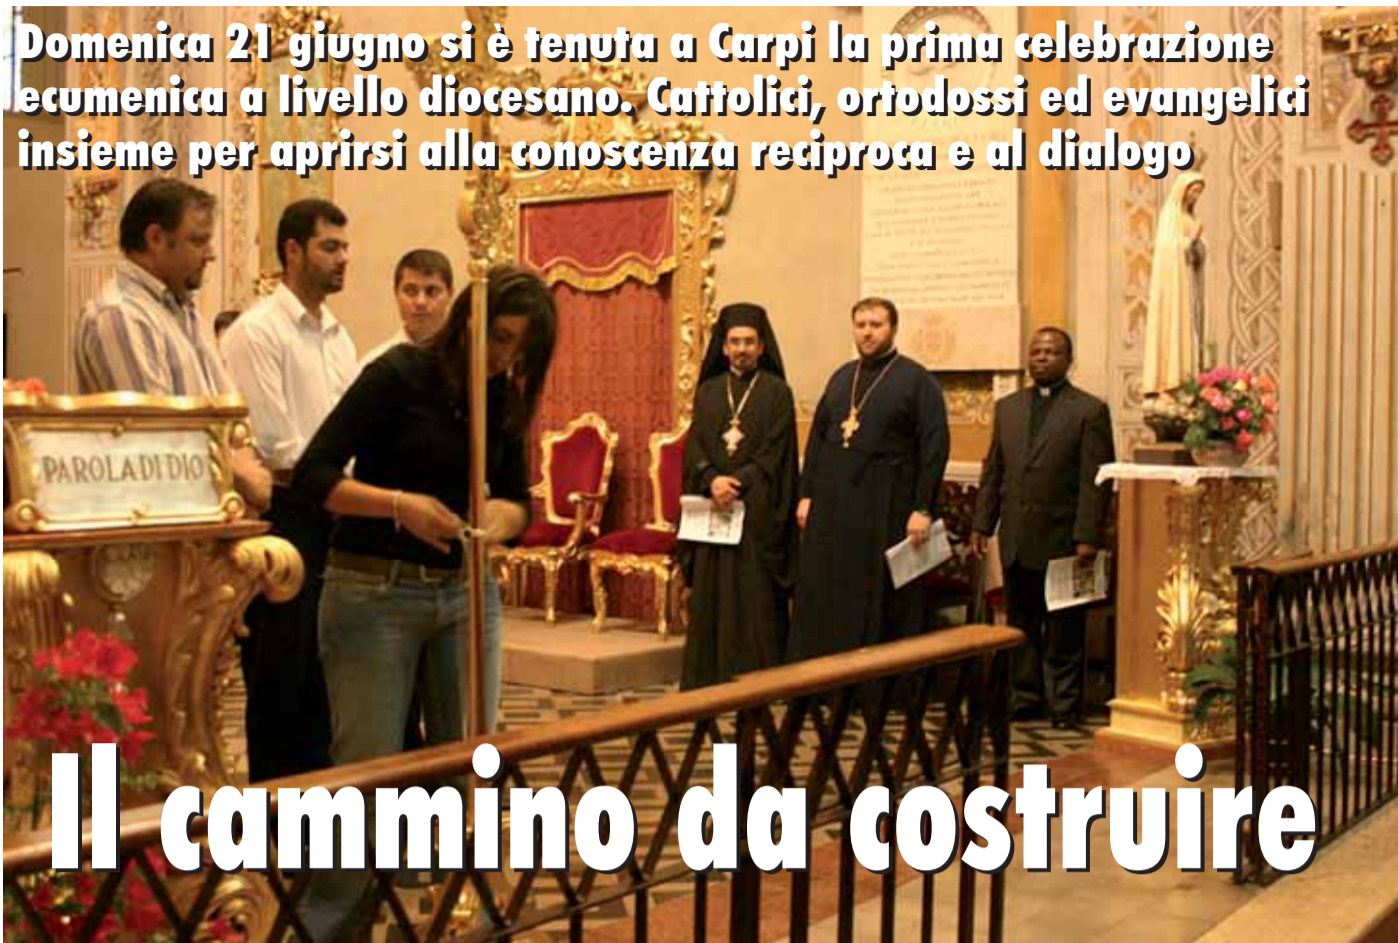 Domenica 21 giugno si è tenuta a Carpi la prima celebrazione
ecumenica a livello diocesano. Cattolici, ortodossi ed evangelici
insieme per aprirsi alla conoscenza reciproca e al dialogo
PAROLA DI DIO
Il cammino da costruire